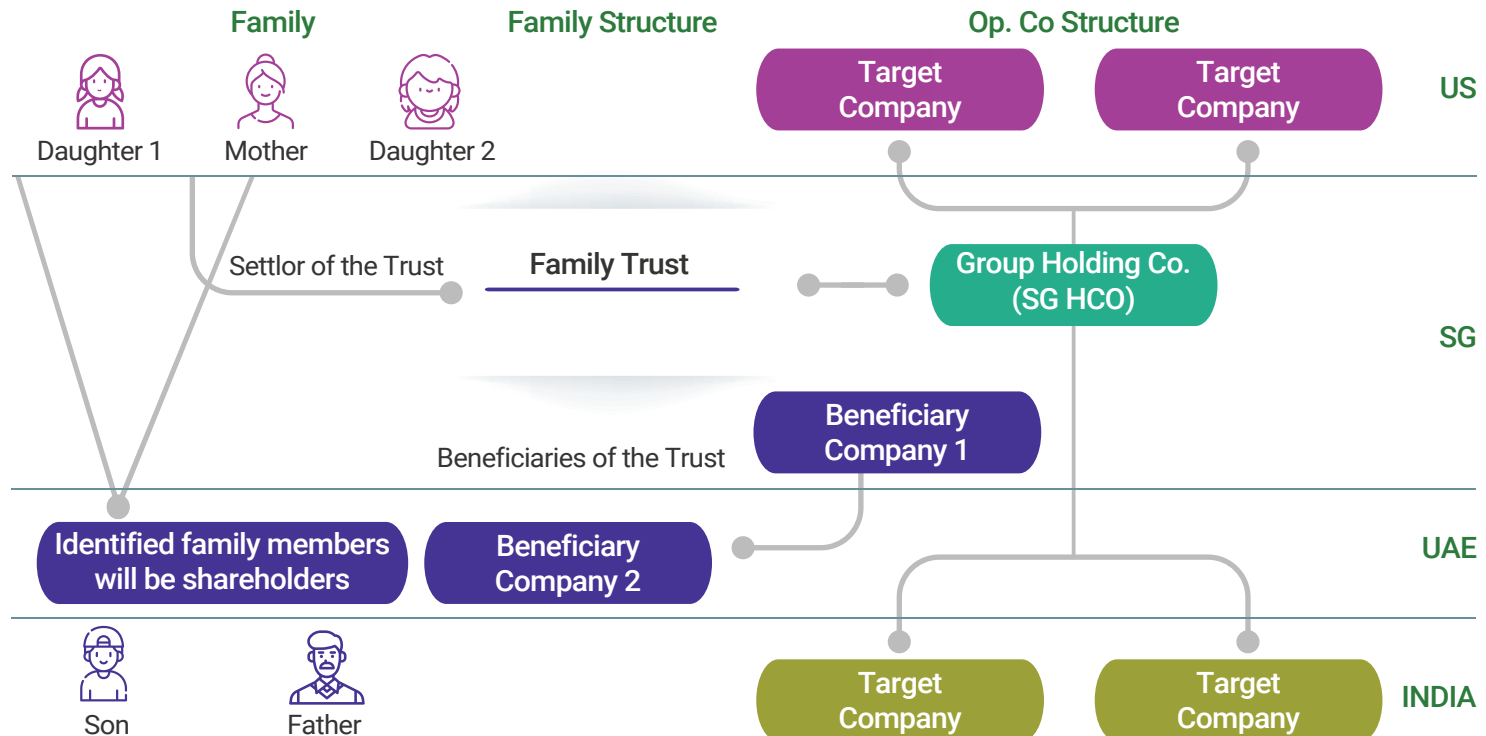 Family
Family Structure
Op. Co Structure
Target
Company
Target
Company
US
Daughter 1
Mother
Daughter 2
Settlor of the Trust
Family Trust
Group Holding Co.
(SG HCO)
SG
Beneficiary
Company 1
Beneficiaries of the Trust
Identified family members
will be shareholders
Beneficiary
Company 2
UAE
Son
Father
Target
Company
Target
Company
INDIA